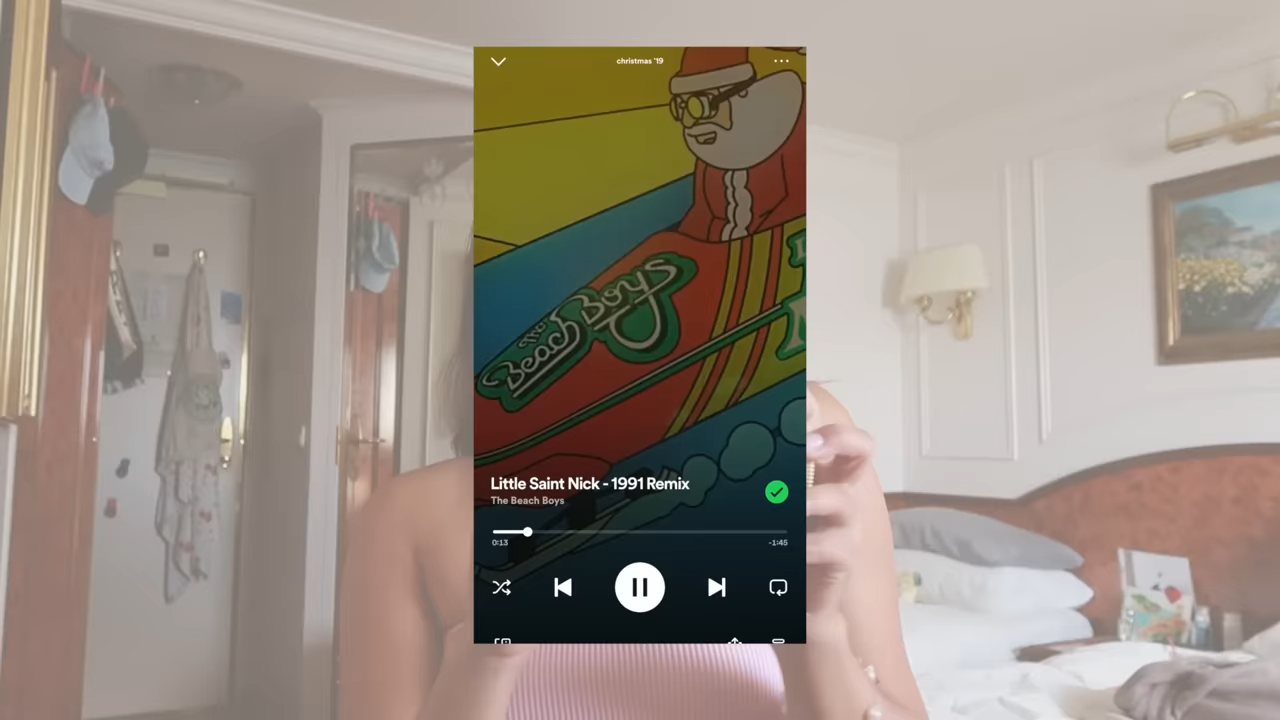 christmas '19
The
Beach Boys
Little Saint Nick - 1991 Remix
The Beach Boys
0:13
-1:45